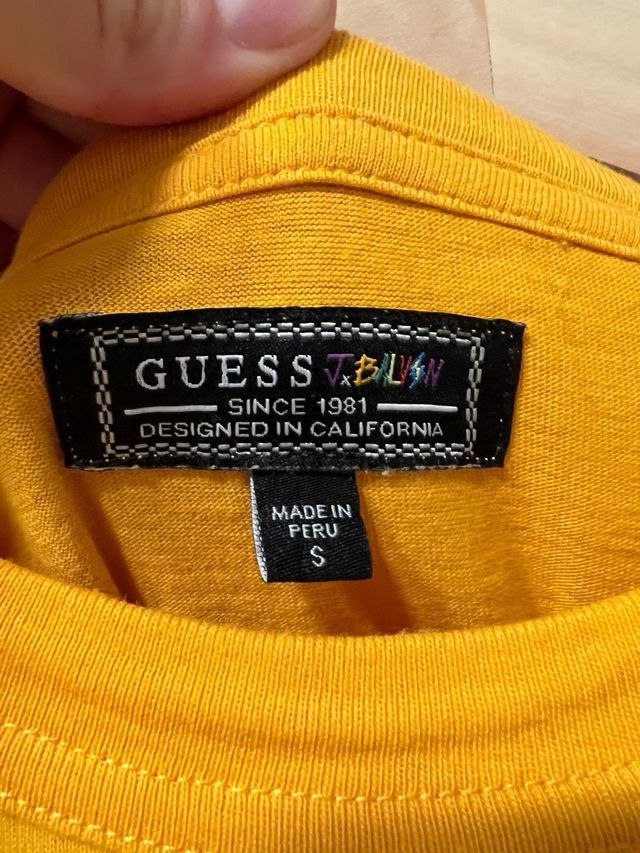 GUESS J x BALVIN
SINCE 1981
DESIGNED IN CALIFORNIA
MADE IN
PERU
S